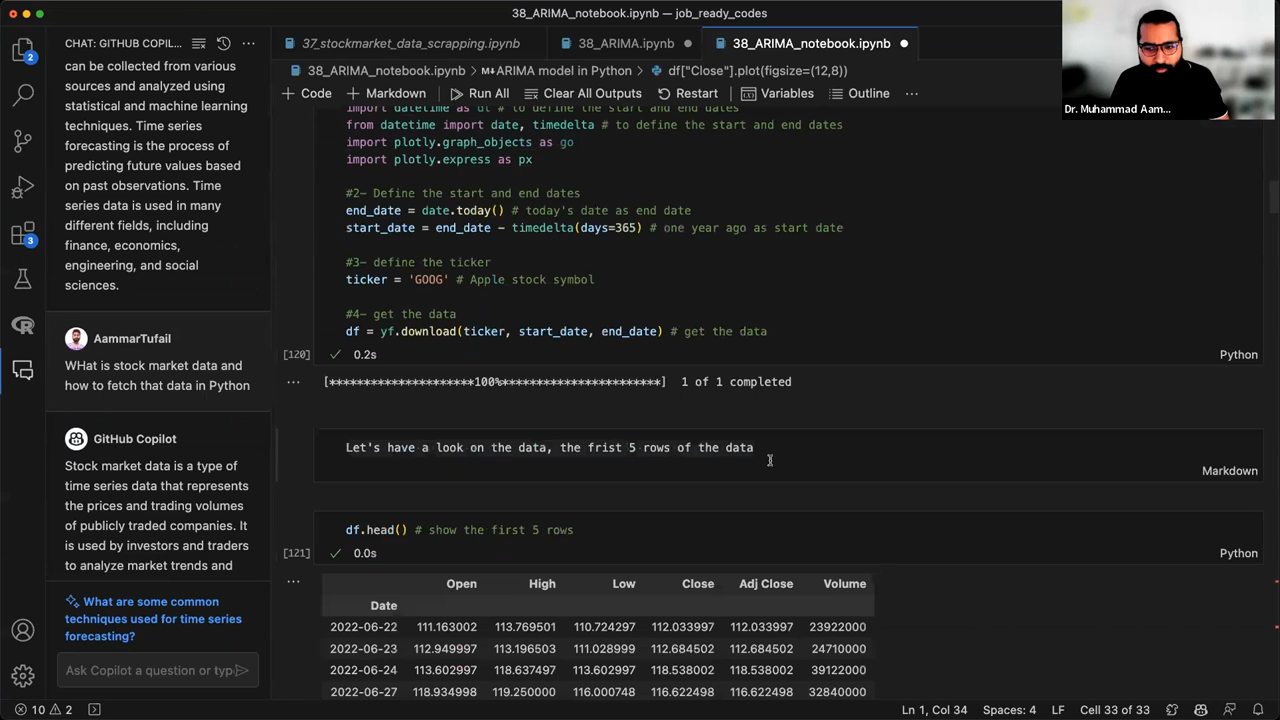 38_ARIMA_notebook.ipynb — job_ready_codes
CHAT: GITHUB COPIL...
37_stockmarket_data_scrapping.ipynb
38_ARIMA.ipynb
38_ARIMA_notebook.ipynb
38_ARIMA_notebook.ipynb > M↓ARIMA model in Python > df["Close"].plot(figsize=(12,8))
+ Code + Markdown Run All Clear All Outputs Restart Variables Outline ...
2
3
can be collected from various
sources and analyzed using
statistical and machine learning
techniques. Time series
forecasting is the process of
predicting future values based
on past observations. Time
series data is used in many
different fields, including
finance, economics,
engineering, and social
sciences.
AammarTufail
WHat is stock market data and
how to fetch that data in Python
GitHub Copilot
Stock market data is a type of
time series data that represents
the prices and trading volumes
of publicly traded companies. It
is used by investors and traders
to analyze market trends and
What are some common
techniques used for time series
forecasting?
Ask Copilot a question or typ
import datetime as dt # to define the start and end dates
from datetime import date, timedelta # to define the start and end dates
import plotly.graph_objects as go
import plotly.express as px
#2- Define the start and end dates
end_date = date.today() # today's date as end date
start_date = end_date - timedelta(days=365) # one year ago as start date
#3- define the ticker
ticker = 'GOOG' # Apple stock symbol
#4- get the data
df = yf.download(ticker, start_date, end_date) # get the data
[120] 0.2s Python
... [*********************100%***********************] 1 of 1 completed
Let's have a look on the data, the frist 5 rows of the data
Markdown
df.head() # show the first 5 rows
[121] 0.0s Python
... Open High Low Close Adj Close Volume
Date
2022-06-22 111.163002 113.769501 110.724297 112.033997 112.033997 23922000
2022-06-23 112.949997 113.196503 111.028999 112.684502 112.684502 24710000
2022-06-24 113.602997 118.637497 113.602997 118.538002 118.538002 39122000
2022-06-27 118.934998 119.250000 116.000748 116.622498 116.622498 32840000
Dr. Muhammad Aam...
10 2 Ln 1, Col 34 Spaces: 4 LF Cell 33 of 33